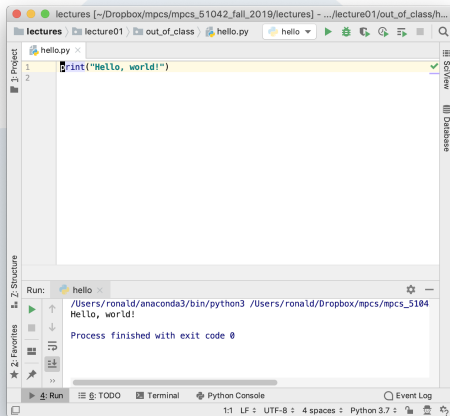 lectures [~/Dropbox/mpcs/mpcs_51042_fall_2019/lectures] - .../lecture01/out_of_class/h...
lectures lecture01 out_of_class hello.py hello
1: Project
hello.py
SciView
Database
1 print("Hello, world!")
2
Z: Structure
2: Favorites
Run: hello
/Users/ronald/anaconda3/bin/python3 /Users/ronald/Dropbox/mpcs/mpcs_5104
Hello, world!
Process finished with exit code 0
>>
4: Run 6: TODO Terminal Python Console Event Log
1:1 LF UTF-8 4 spaces Python 3.7